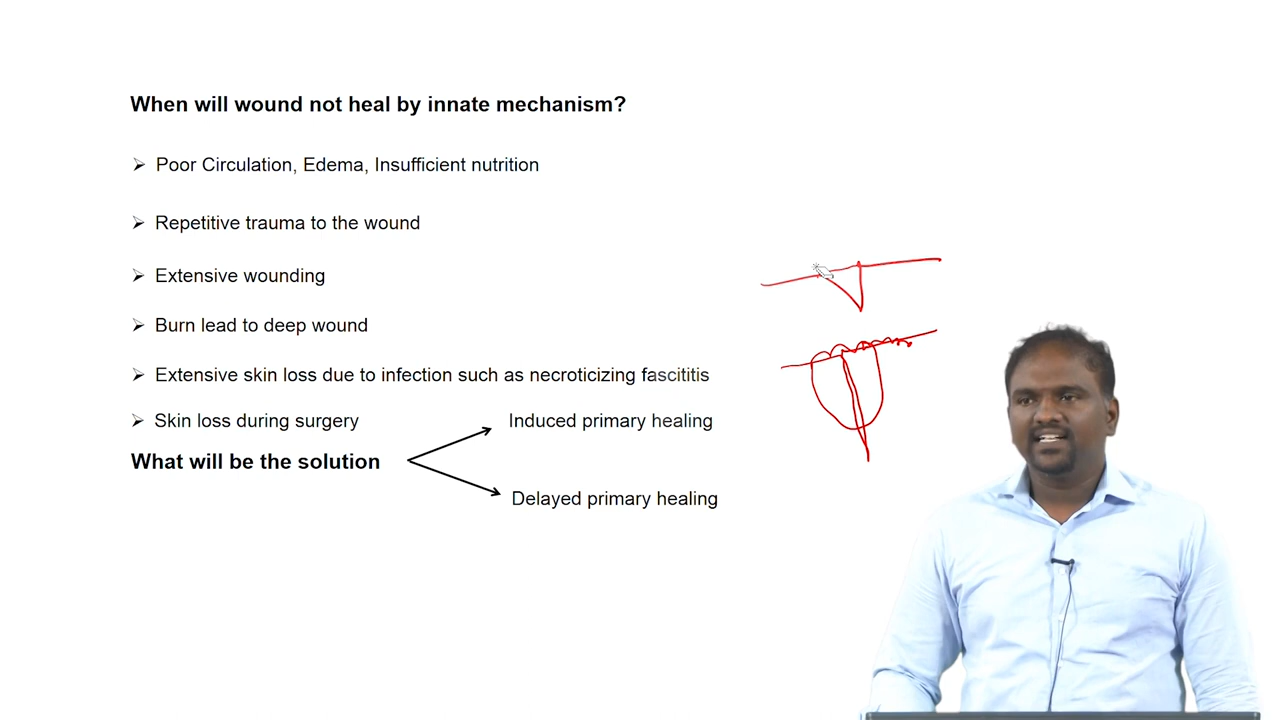 When will wound not heal by innate mechanism?
➢ Poor Circulation, Edema, Insufficient nutrition
➢ Repetitive trauma to the wound
➢ Extensive wounding
➢ Burn lead to deep wound
➢ Extensive skin loss due to infection such as necroticizing fascititis
➢ Skin loss during surgery
Induced primary healing
What will be the solution
Delayed primary healing